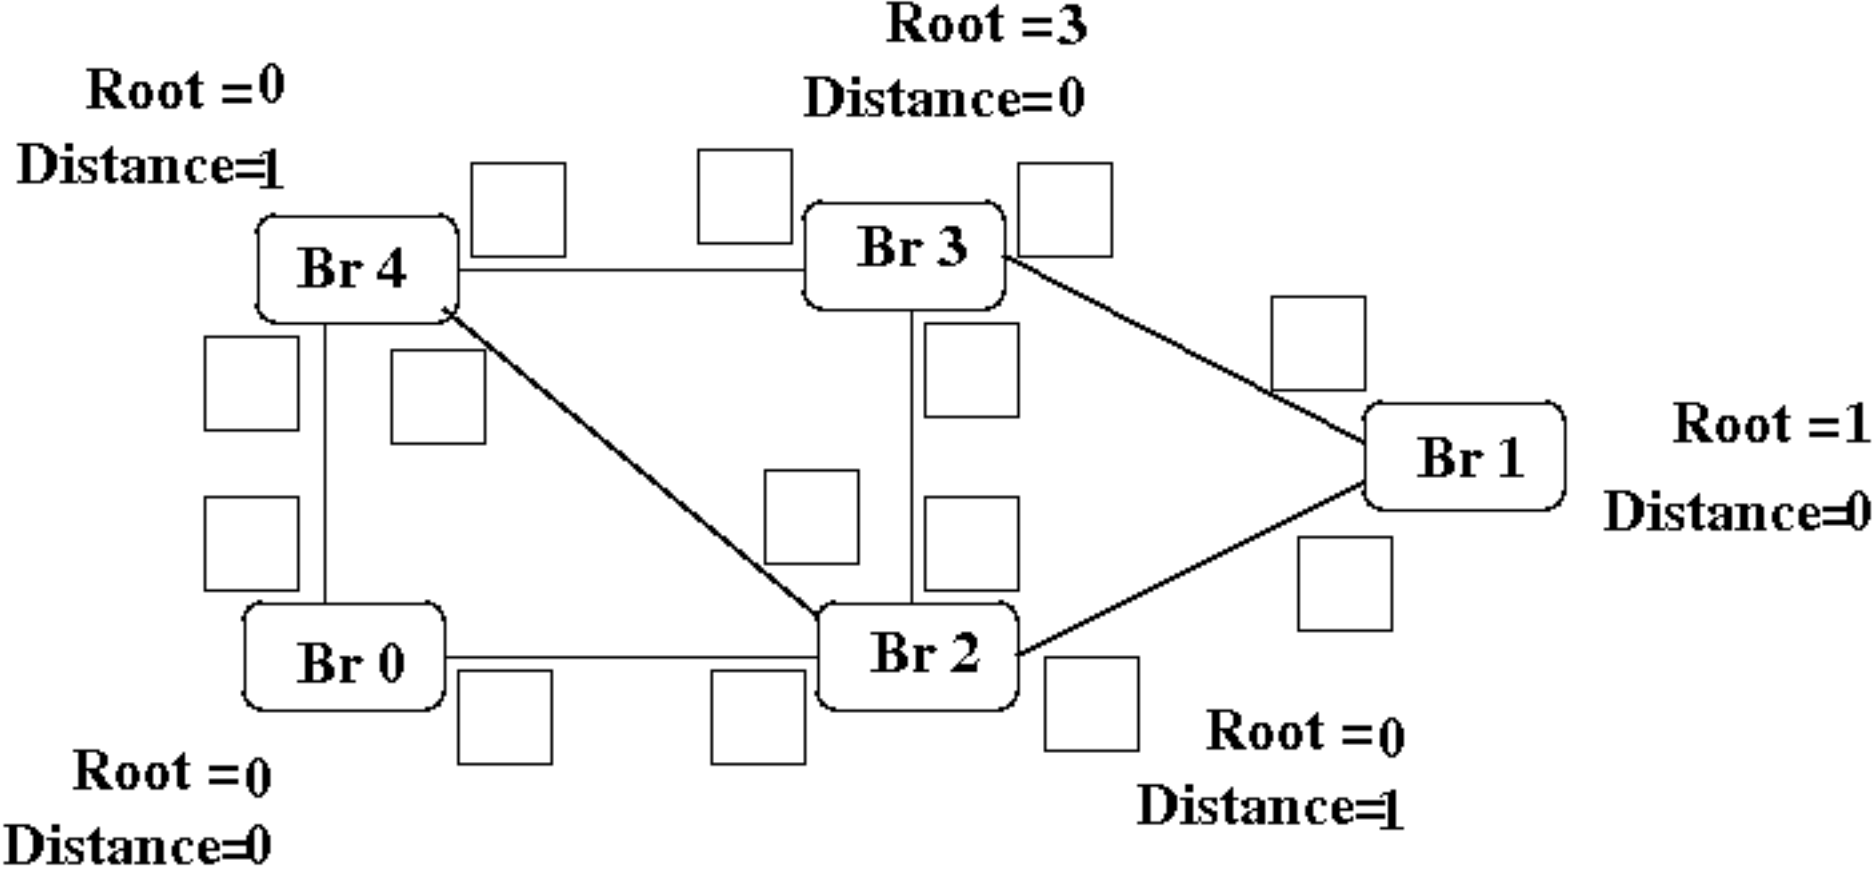 Root =3
Distance=0
Root =0
Distance=1
Br 4
Br 3
Br 1
Root =1
Distance=0
Br 0
Br 2
Root =0
Distance=1
Root =0
Distance=0